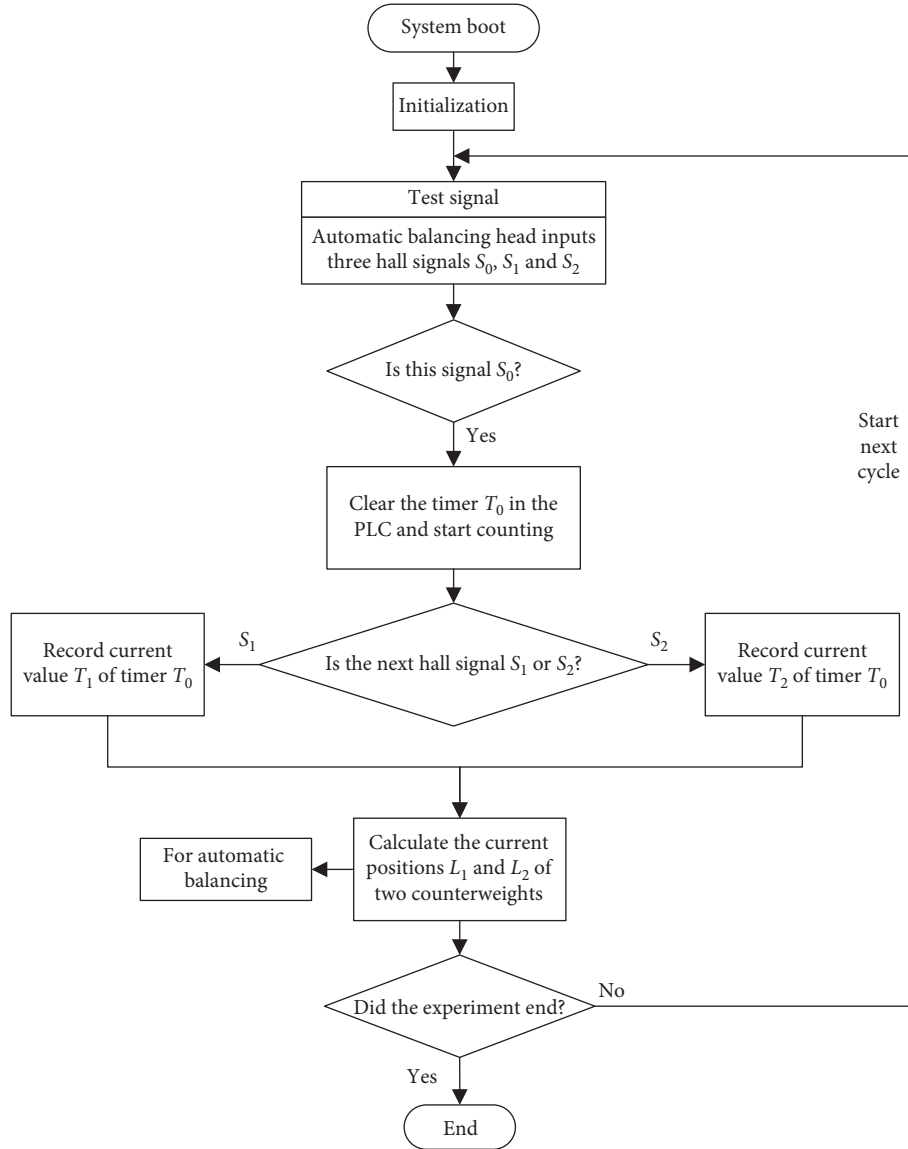 System boot
Initialization
Test signal
Automatic balancing head inputs
three hall signals S₀, S₁ and S₂
Is this signal S₀?
Yes
Start
next
cycle
Clear the timer T₀ in the
PLC and start counting
Record current
value T₁ of timer T₀
S₁
Is the next hall signal S₁ or S₂?
S₂
Record current
value T₂ of timer T₀
For automatic
balancing
Calculate the current
positions L₁ and L₂ of
two counterweights
Did the experiment end?
No
Yes
End